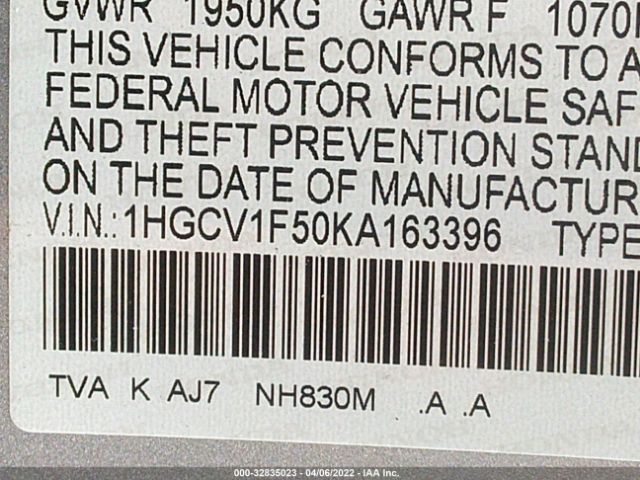 GVWR 1950KG GAWR F 1070
THIS VEHICLE CONFORMS TO A
FEDERAL MOTOR VEHICLE SAF
AND THEFT PREVENTION STAN
ON THE DATE OF MANUFACTUR
V.I.N.: 1HGCV1F50KA163396 TYPE
TVA K AJ7 NH830M .A .A
000-32835023 - 04/06/2022 - IAA Inc.